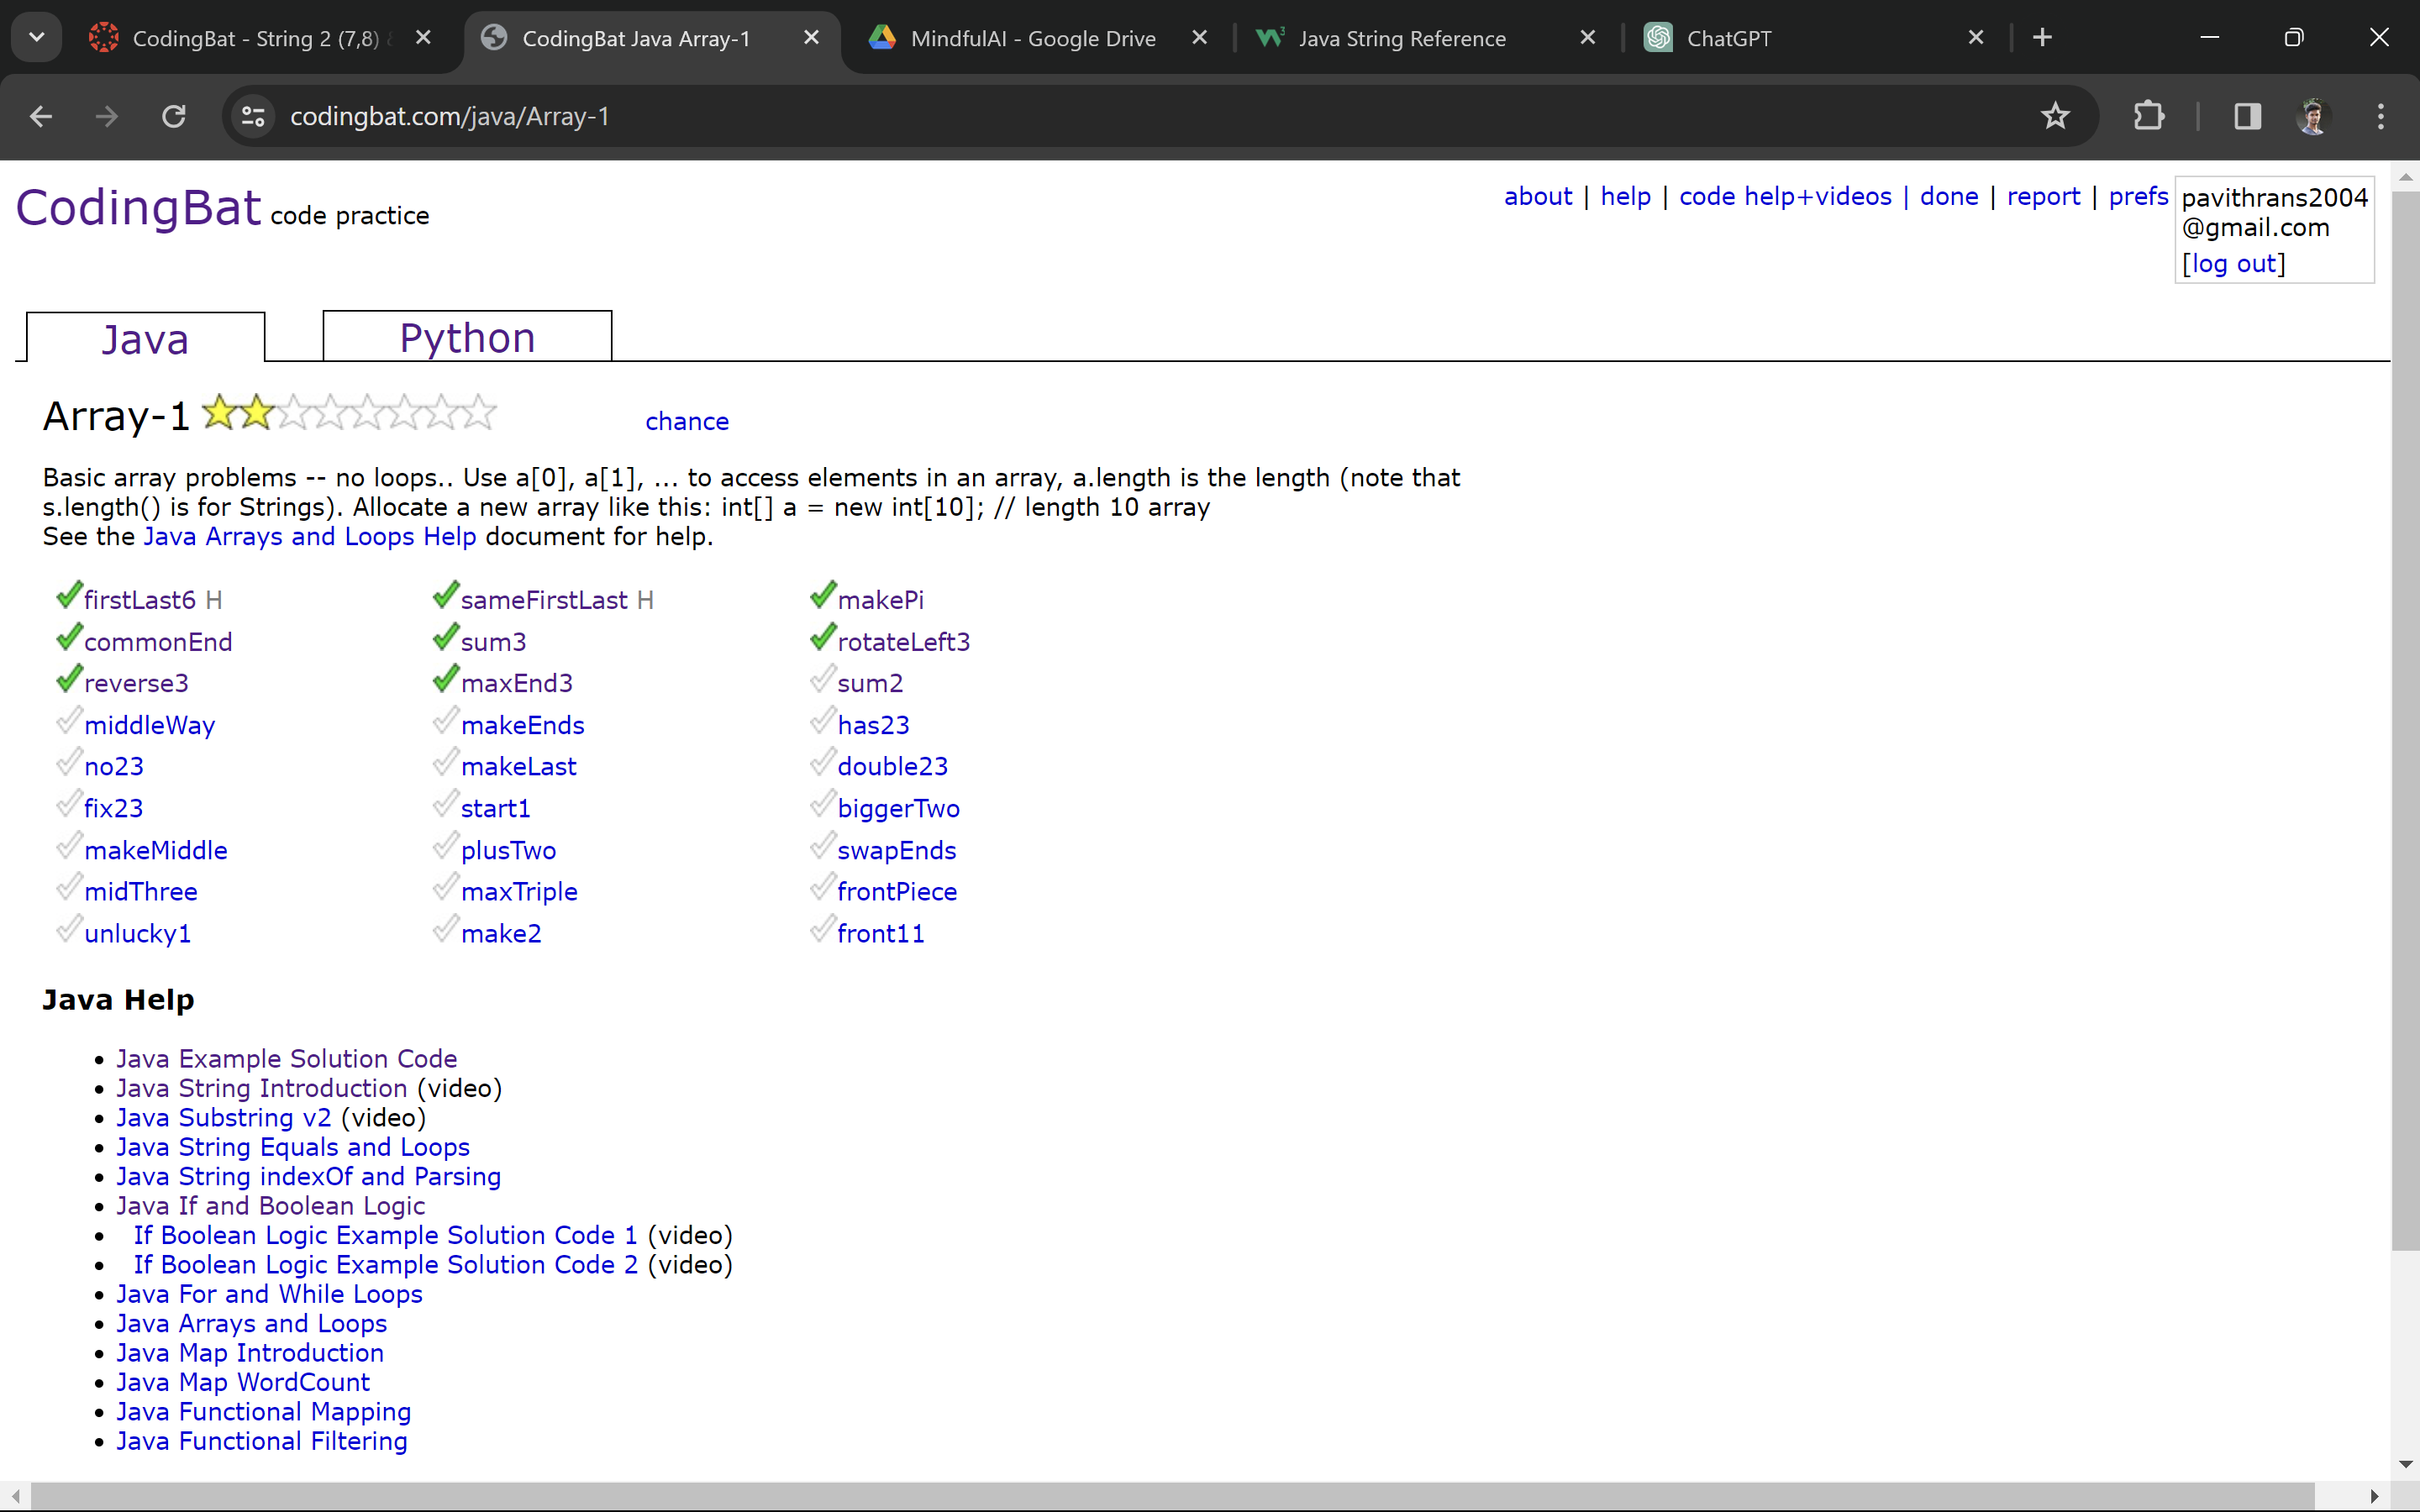 CodingBat - String 2 (7,8)
CodingBat Java Array-1
MindfulAI - Google Drive
Java String Reference
ChatGPT
codingbat.com/java/Array-1
CodingBat code practice
about | help | code help+videos | done | report | prefs
pavithrans2004
@gmail.com
[log out]
Java
Python
Array-1
chance
Basic array problems -- no loops.. Use a[0], a[1], ... to access elements in an array, a.length is the length (note that
s.length() is for Strings). Allocate a new array like this: int[] a = new int[10]; // length 10 array
See the Java Arrays and Loops Help document for help.
firstLast6 H sameFirstLast H makePi
commonEnd sum3 rotateLeft3
reverse3 maxEnd3 sum2
middleWay makeEnds has23
no23 makeLast double23
fix23 start1 biggerTwo
makeMiddle plusTwo swapEnds
midThree maxTriple frontPiece
unlucky1 make2 front11
Java Help
Java Example Solution Code
Java String Introduction (video)
Java Substring v2 (video)
Java String Equals and Loops
Java String indexOf and Parsing
Java If and Boolean Logic
If Boolean Logic Example Solution Code 1 (video)
If Boolean Logic Example Solution Code 2 (video)
Java For and While Loops
Java Arrays and Loops
Java Map Introduction
Java Map WordCount
Java Functional Mapping
Java Functional Filtering